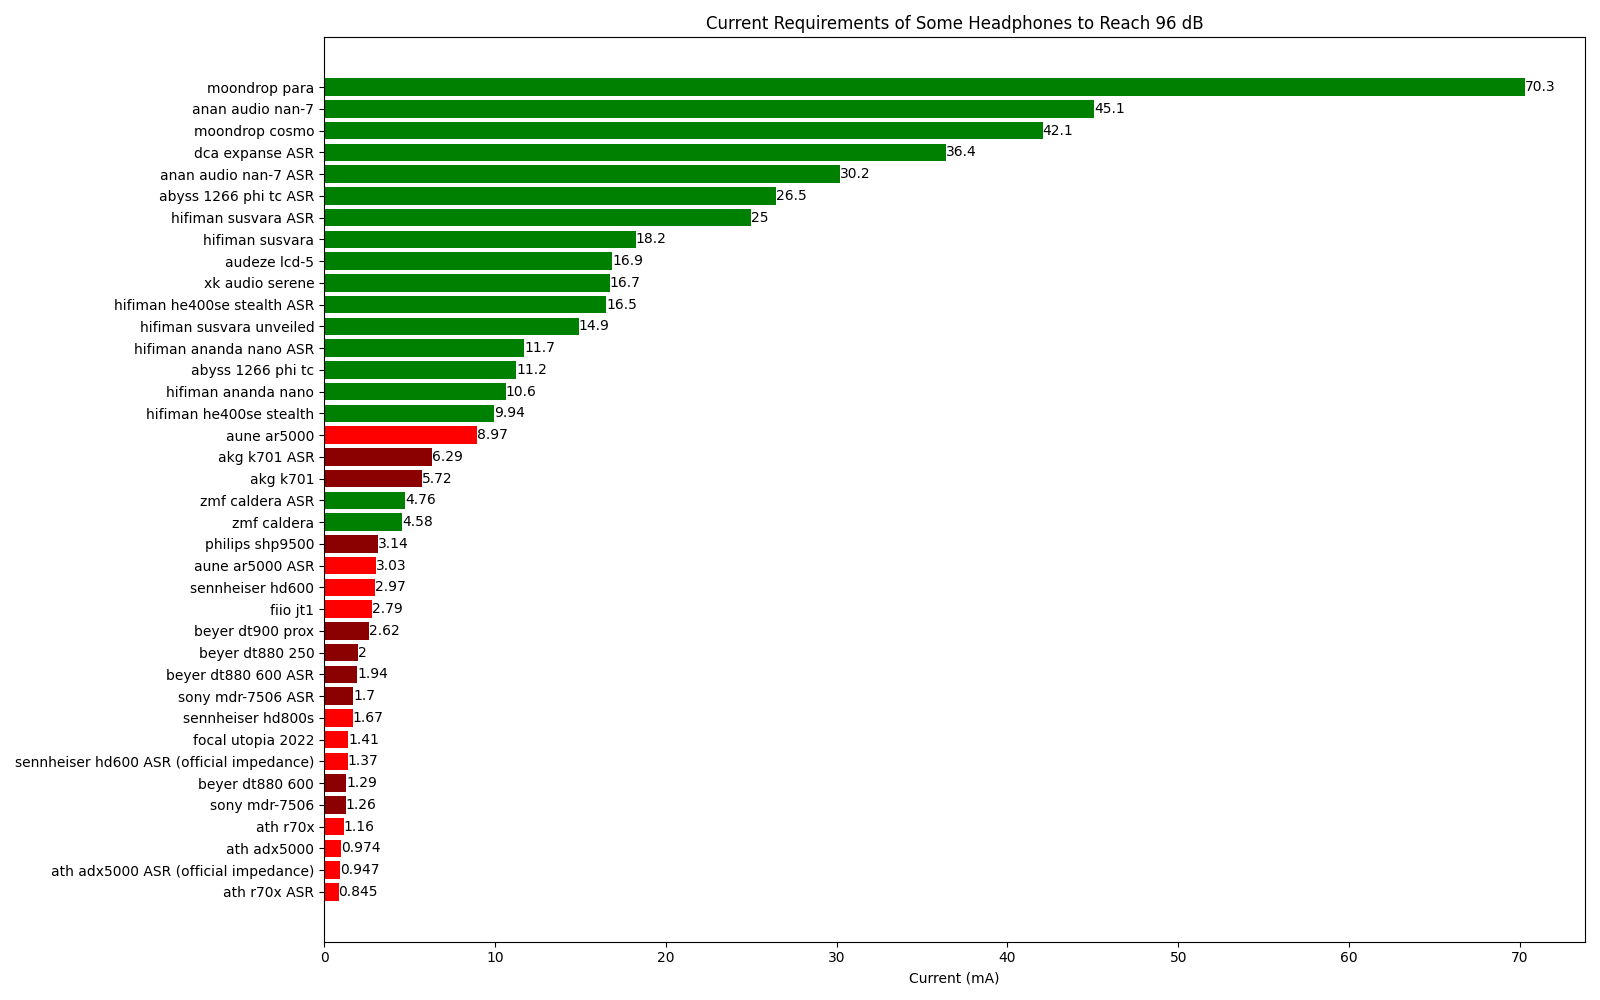 Current Requirements of Some Headphones to Reach 96 dB
moondrop para 70.3
anan audio nan-7 45.1
moondrop cosmo 42.1
dca expanse ASR 36.4
anan audio nan-7 ASR 30.2
abyss 1266 phi tc ASR 26.5
hifiman susvara ASR 25
hifiman susvara 18.2
audeze lcd-5 16.9
xk audio serene 16.7
hifiman he400se stealth ASR 16.5
hifiman susvara unveiled 14.9
hifiman ananda nano ASR 11.7
abyss 1266 phi tc 11.2
hifiman ananda nano 10.6
hifiman he400se stealth 9.94
aune ar5000 8.97
akg k701 ASR 6.29
akg k701 5.72
zmf caldera ASR 4.76
zmf caldera 4.58
philips shp9500 3.14
aune ar5000 ASR 3.03
sennheiser hd600 2.97
fiio jt1 2.79
beyer dt900 prox 2.62
beyer dt880 250 2
beyer dt880 600 ASR 1.94
sony mdr-7506 ASR 1.7
sennheiser hd800s 1.67
focal utopia 2022 1.41
sennheiser hd600 ASR (official impedance) 1.37
beyer dt880 600 1.29
sony mdr-7506 1.26
ath r70x 1.16
ath adx5000 0.974
ath adx5000 ASR (official impedance) 0.947
ath r70x ASR 0.845
0 10 20 30 40 50 60 70
Current (mA)